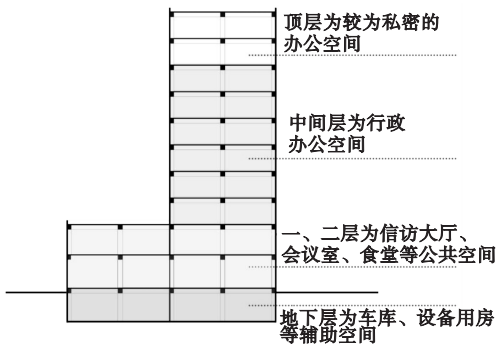 顶层为较为私密的
办公空间
中间层为行政
办公空间
一、二层为信访大厅、
会议室、食堂等公共空间
地下层为车库、设备用房
等辅助空间